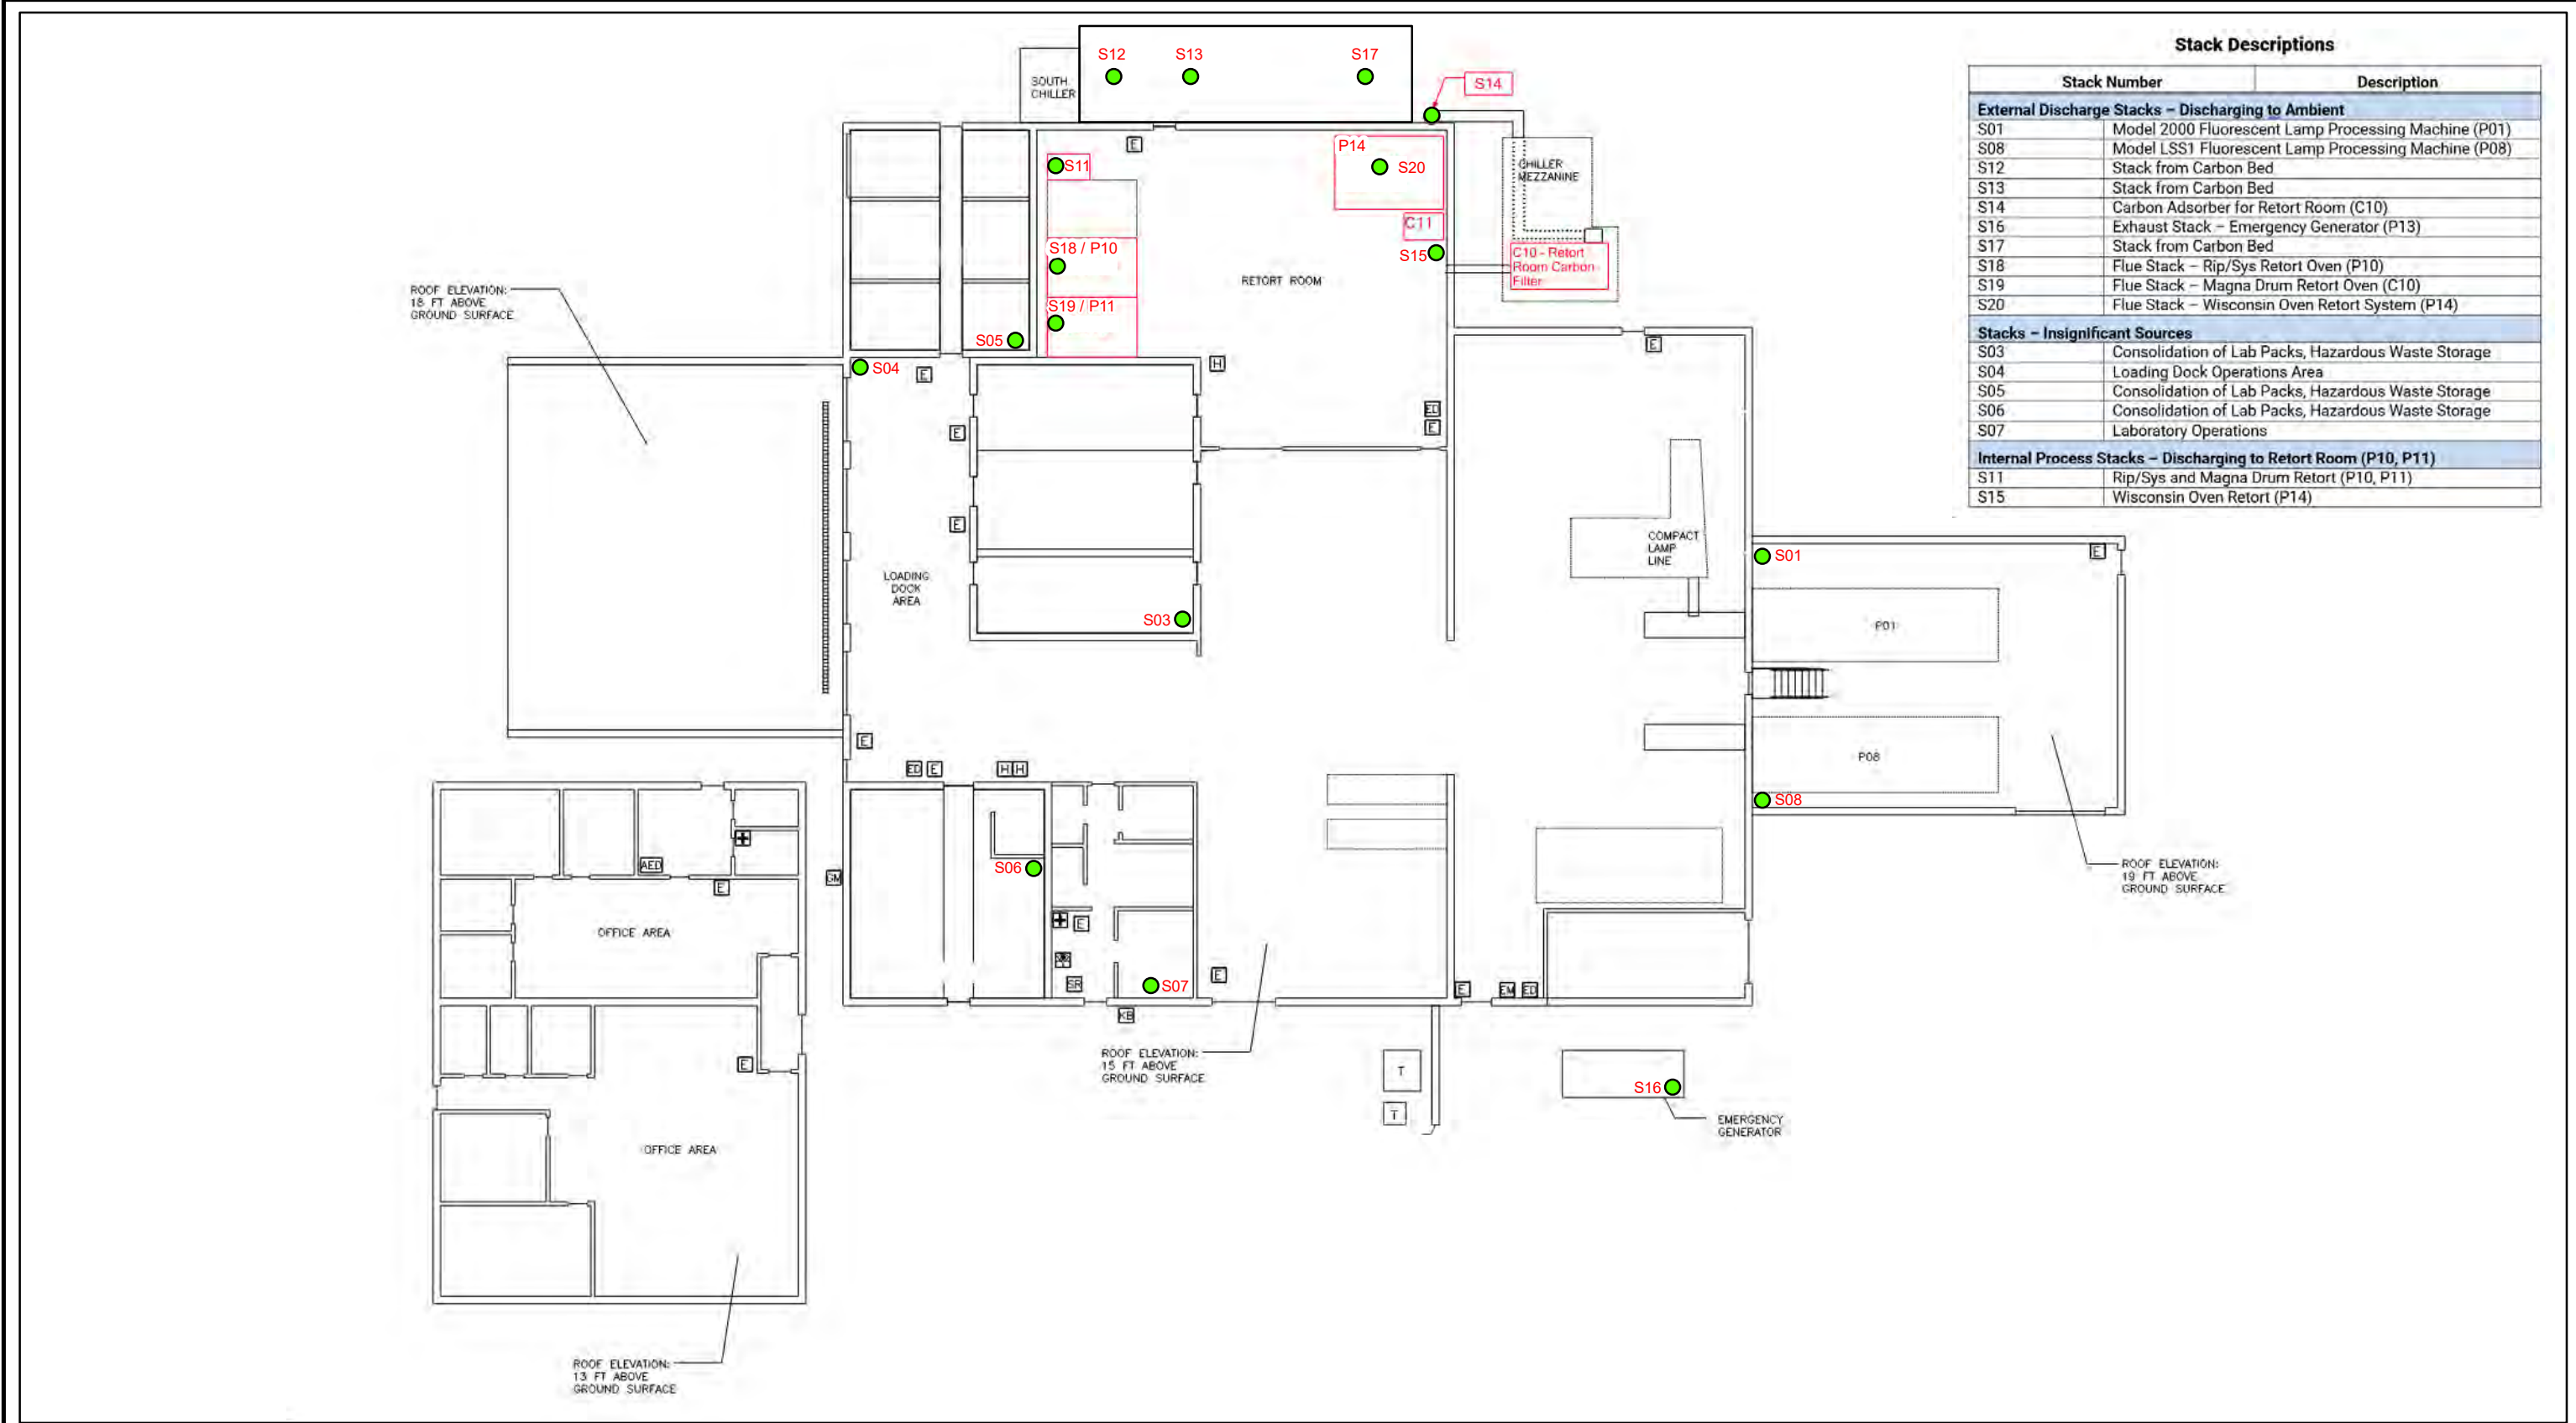 S12
S13
S17
SOUTH
CHILLER
S14
E
S11
P14
S20
CHILLER
MEZZANINE
C11
S18 / P10
S15
C10 - Retort
Room Carbon
Filter
RETORT ROOM
ROOF ELEVATION:
18 FT ABOVE
GROUND SURFACE
S19 / P11
S05
E
S04
E
H
ED
E
E
E
COMPACT
LAMP
LINE
S01
E
LOADING
DOCK
AREA
S03
P01
E
P08
ED
E
H
H
S08
AED
E
GM
S06
ROOF ELEVATION:
19 FT ABOVE
GROUND SURFACE
OFFICE AREA
E
SR
S07
E
E
EM
ED
KB
ROOF ELEVATION:
15 FT ABOVE
GROUND SURFACE
E
T
T
S16
EMERGENCY
GENERATOR
OFFICE AREA
ROOF ELEVATION:
13 FT ABOVE
GROUND SURFACE
Stack Descriptions
Stack Number Description
External Discharge Stacks – Discharging to Ambient
S01 Model 2000 Fluorescent Lamp Processing Machine (P01)
S08 Model LSS1 Fluorescent Lamp Processing Machine (P08)
S12 Stack from Carbon Bed
S13 Stack from Carbon Bed
S14 Carbon Adsorber for Retort Room (C10)
S16 Exhaust Stack – Emergency Generator (P13)
S17 Stack from Carbon Bed
S18 Flue Stack – Rip/Sys Retort Oven (P10)
S19 Flue Stack – Magna Drum Retort Oven (C10)
S20 Flue Stack – Wisconsin Oven Retort System (P14)
Stacks – Insignificant Sources
S03 Consolidation of Lab Packs, Hazardous Waste Storage
S04 Loading Dock Operations Area
S05 Consolidation of Lab Packs, Hazardous Waste Storage
S06 Consolidation of Lab Packs, Hazardous Waste Storage
S07 Laboratory Operations
Internal Process Stacks – Discharging to Retort Room (P10, P11)
S11 Rip/Sys and Magna Drum Retort (P10, P11)
S15 Wisconsin Oven Retort (P14)